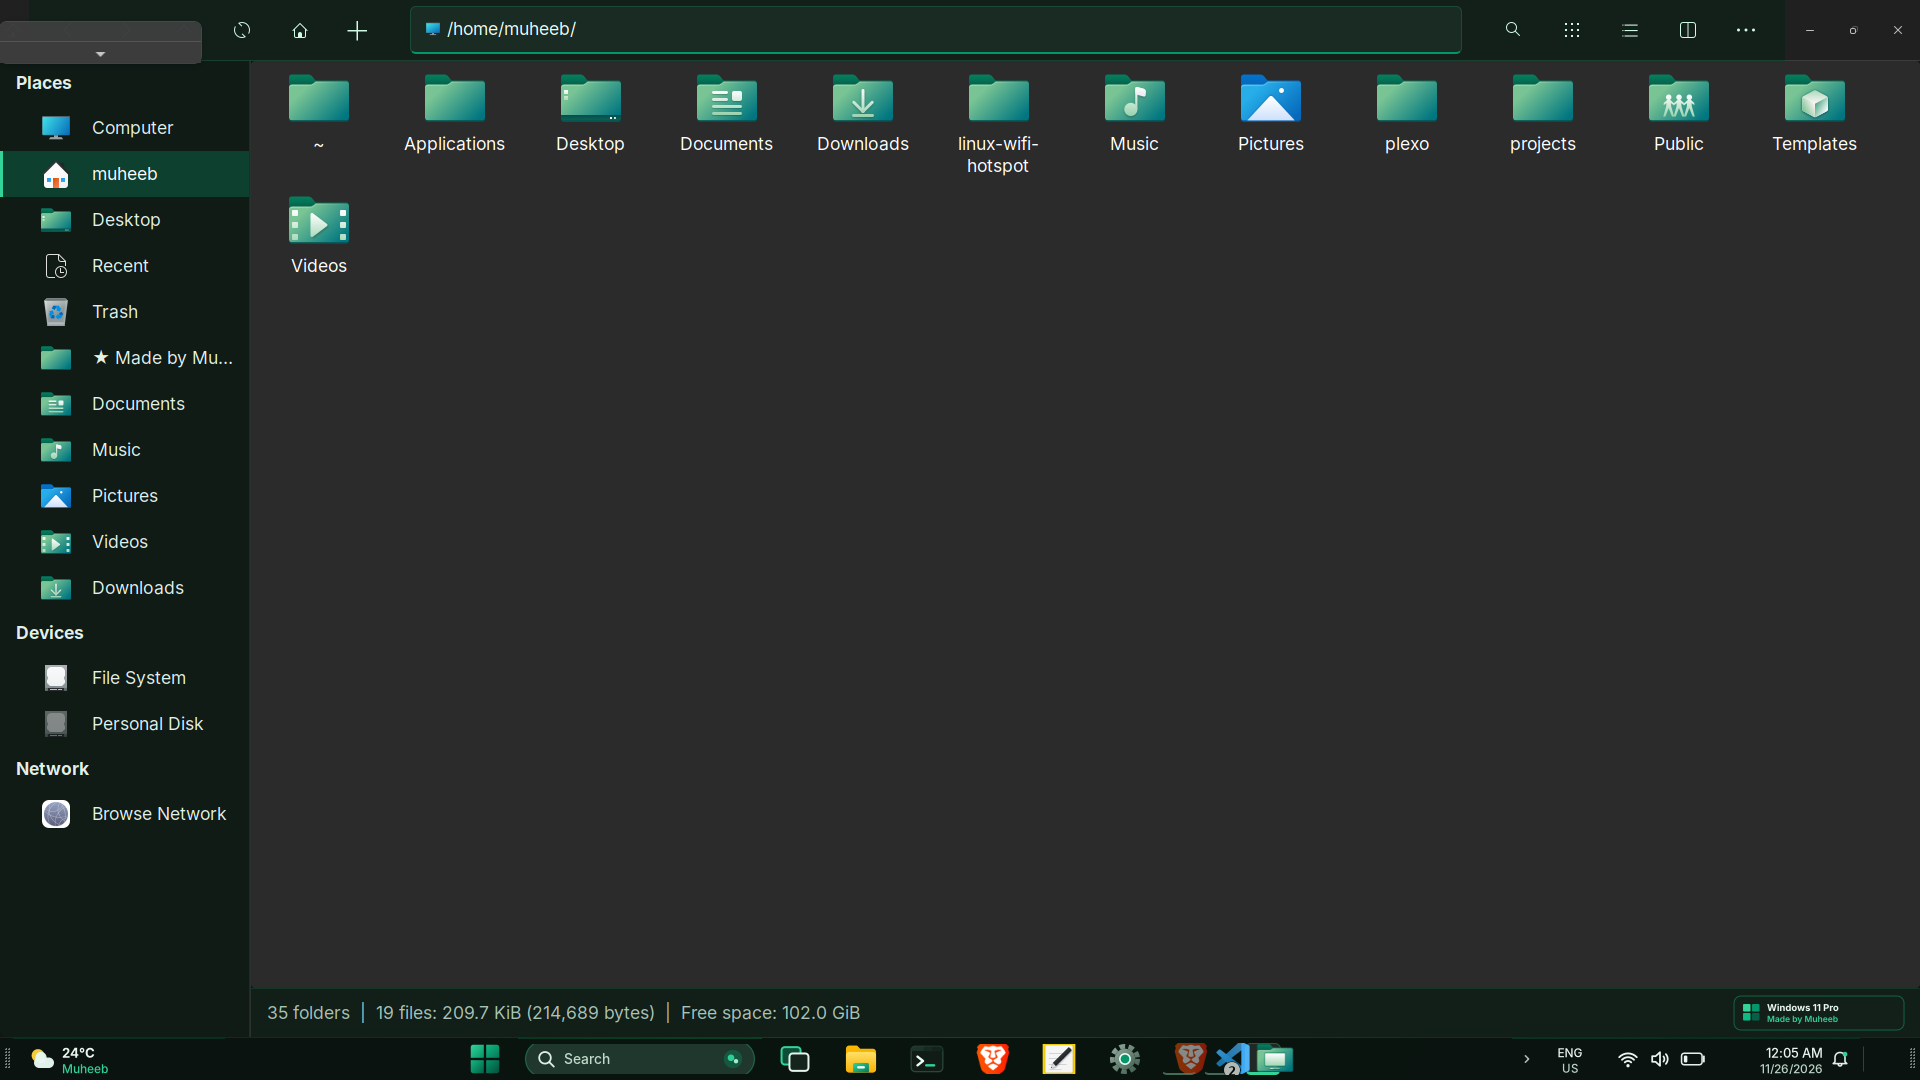 /home/muheeb/
Places
Computer
muheeb
Desktop
Recent
Trash
★ Made by Mu...
Documents
Music
Pictures
Videos
Downloads
Devices
File System
Personal Disk
Network
Browse Network
~
Applications
Desktop
Documents
Downloads
linux-wifi-
hotspot
Music
Pictures
plexo
projects
Public
Templates
Videos
35 folders | 19 files: 209.7 KiB (214,689 bytes) | Free space: 102.0 GiB
Windows 11 Pro
Made by Muheeb
24°C
Muheeb
Search
2
ENG
US
12:05 AM
11/26/2026